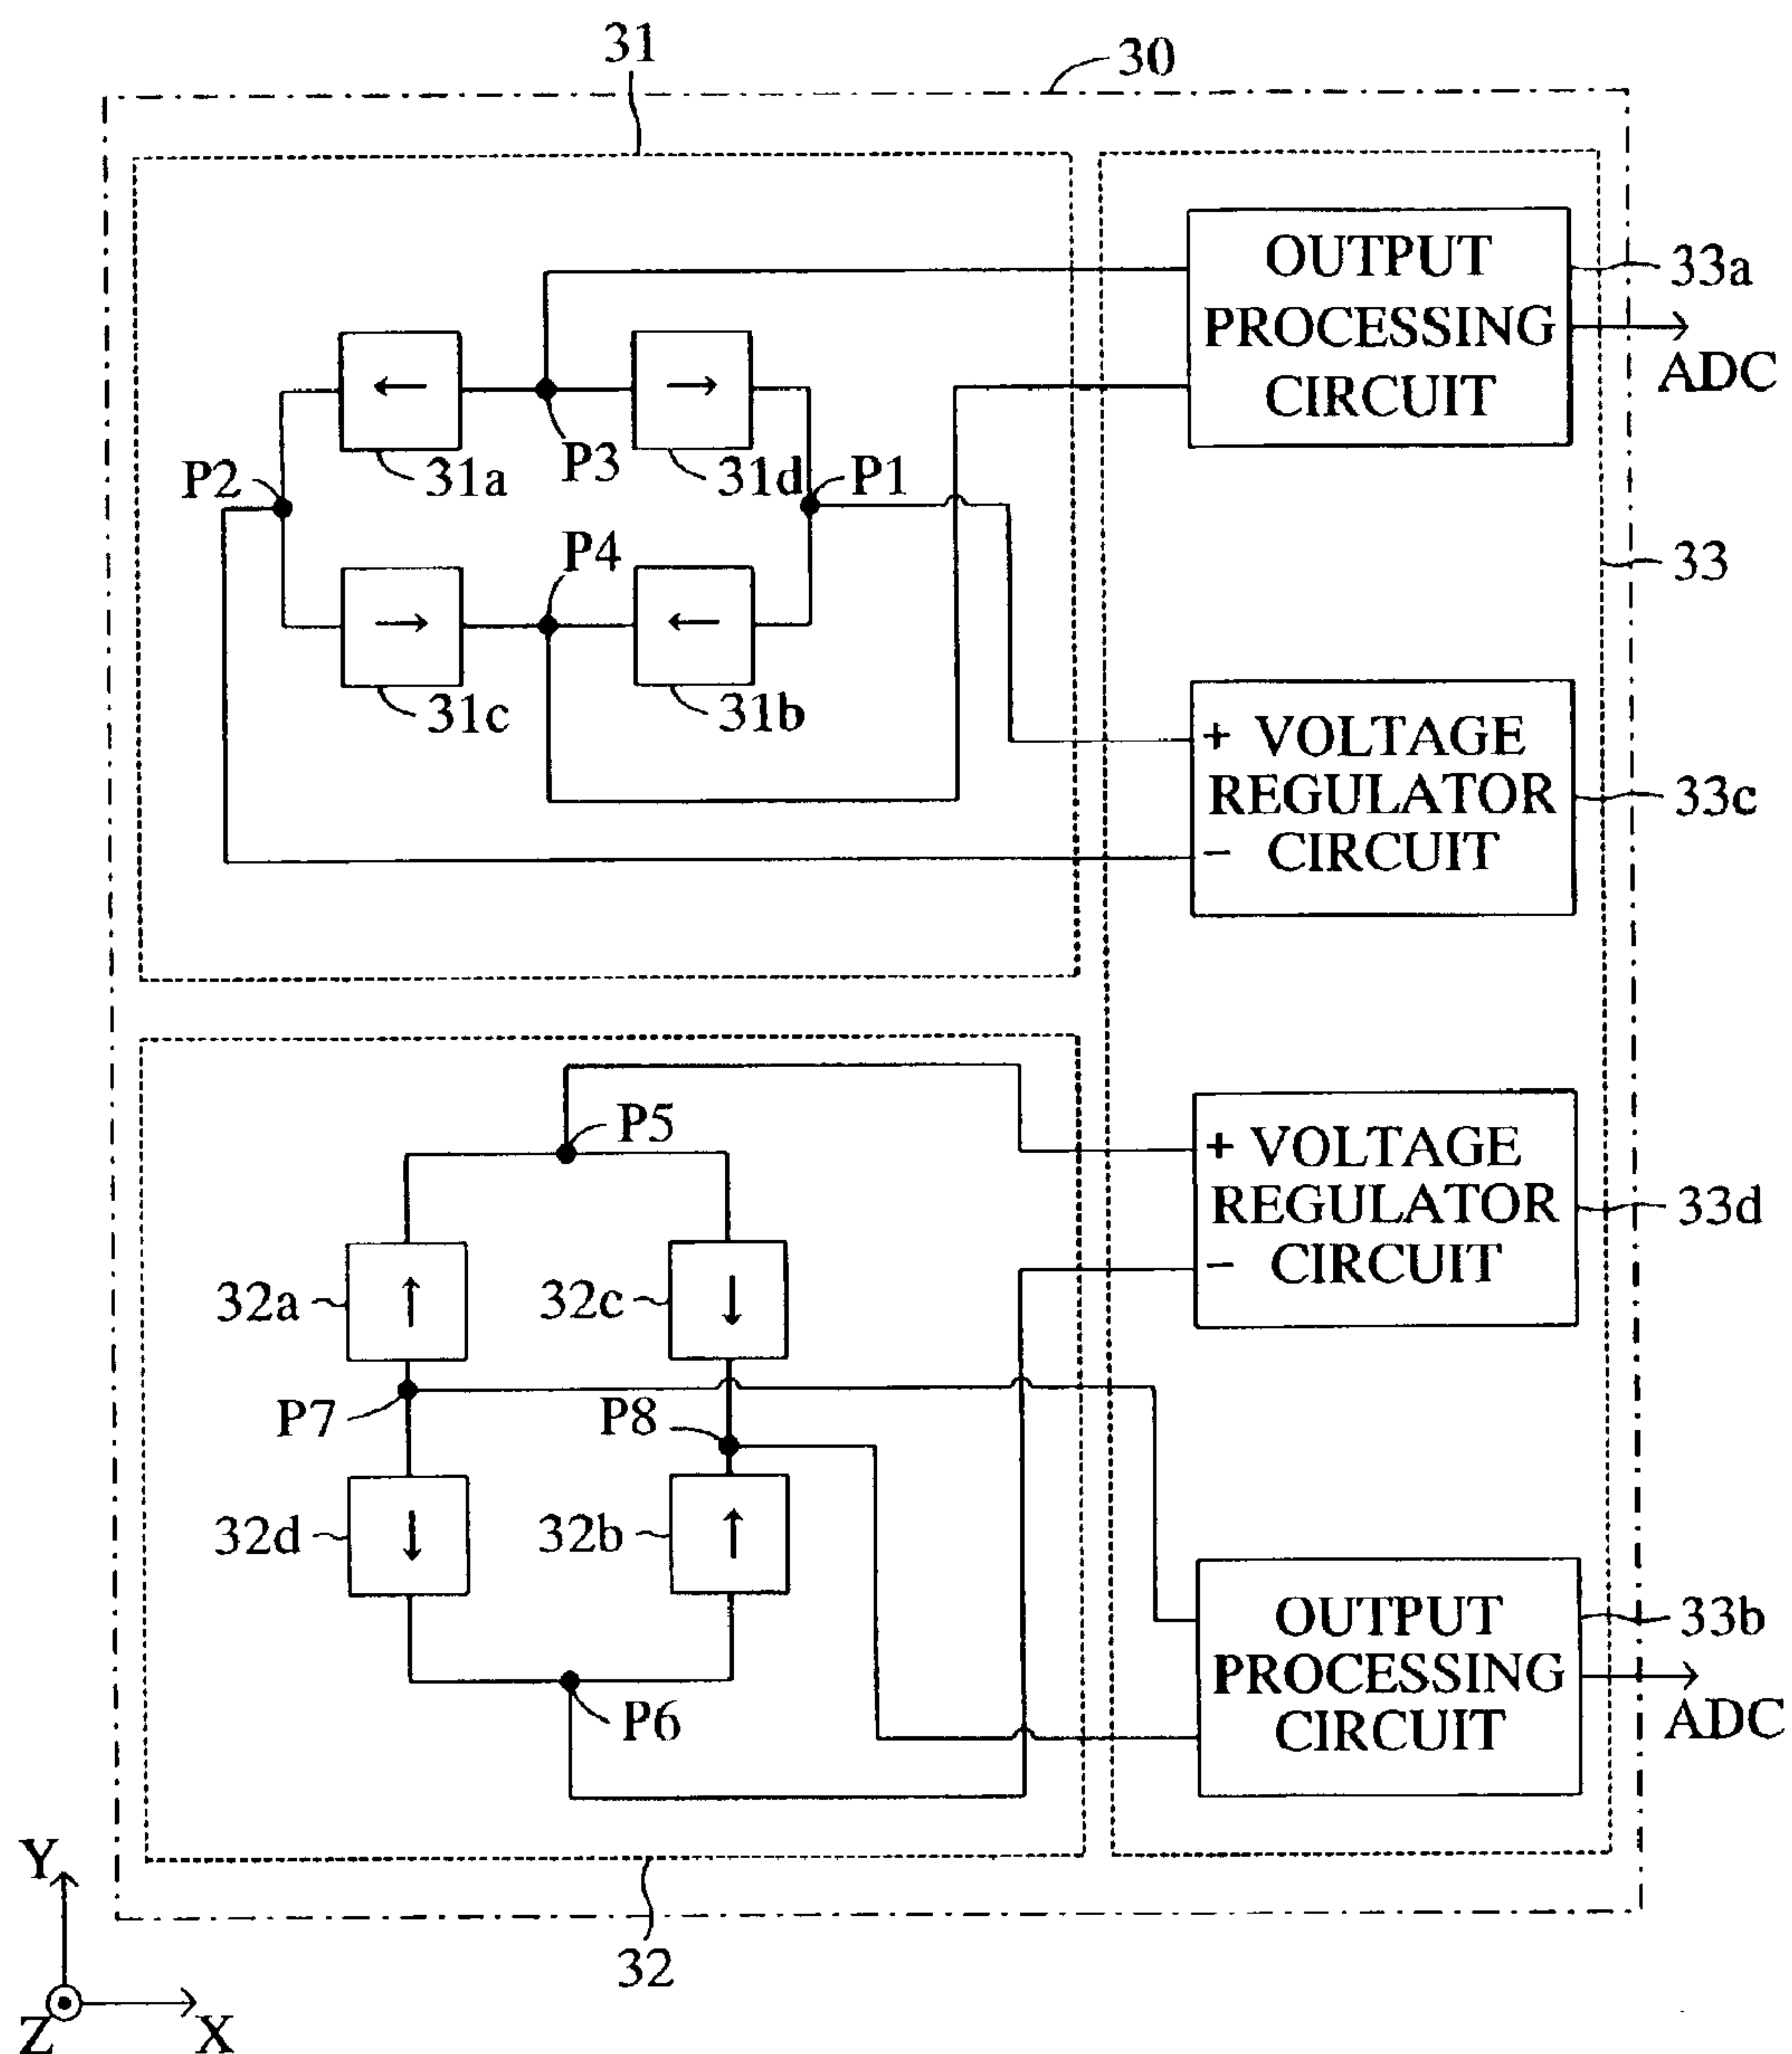 31
30
OUTPUT
PROCESSING
CIRCUIT
33a
ADC
P2
31a
P3
31d
P1
P4
33
31c
31b
+ VOLTAGE
REGULATOR
− CIRCUIT
33c
P5
+ VOLTAGE
REGULATOR
− CIRCUIT
33d
32a
32c
P7
P8
32d
32b
OUTPUT
PROCESSING
CIRCUIT
33b
ADC
P6
32
Y
Z
X